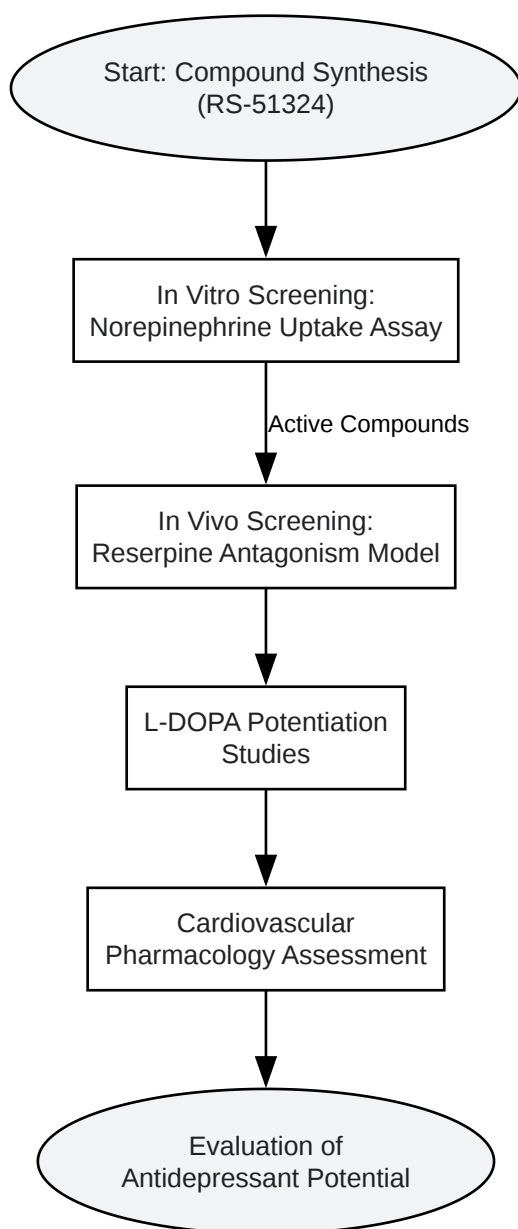 Start: Compound Synthesis
(RS-51324)
In Vitro Screening:
Norepinephrine Uptake Assay
Active Compounds
In Vivo Screening:
Reserpine Antagonism Model
L-DOPA Potentiation
Studies
Cardiovascular
Pharmacology Assessment
Evaluation of
Antidepressant Potential